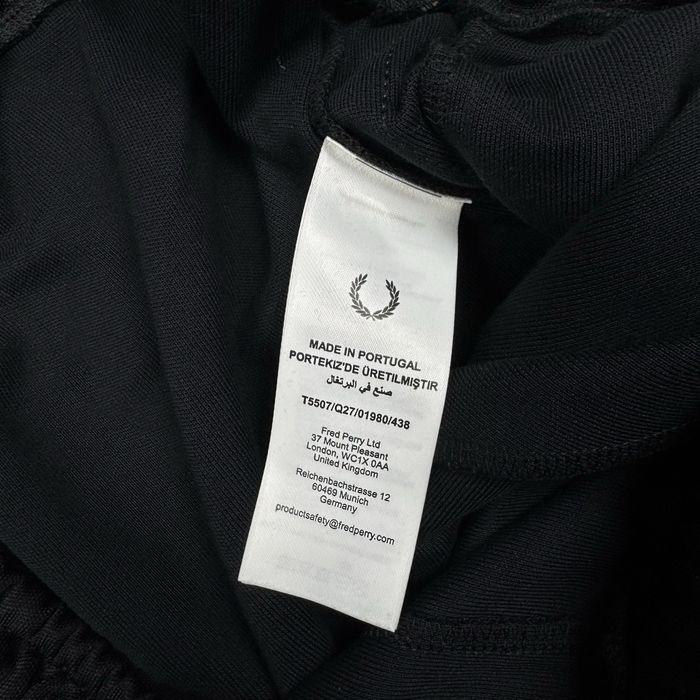 MADE IN PORTUGAL
PORTEKIZ'DE ÜRETILMIŞTIR
صنع في البرتغال
T5507/Q27/01980/438
Fred Perry Ltd
37 Mount Pleasant
London, WC1X 0AA
United Kingdom
Reichenbachstrasse 12
60469 Munich
Germany
productsafety@fredperry.com